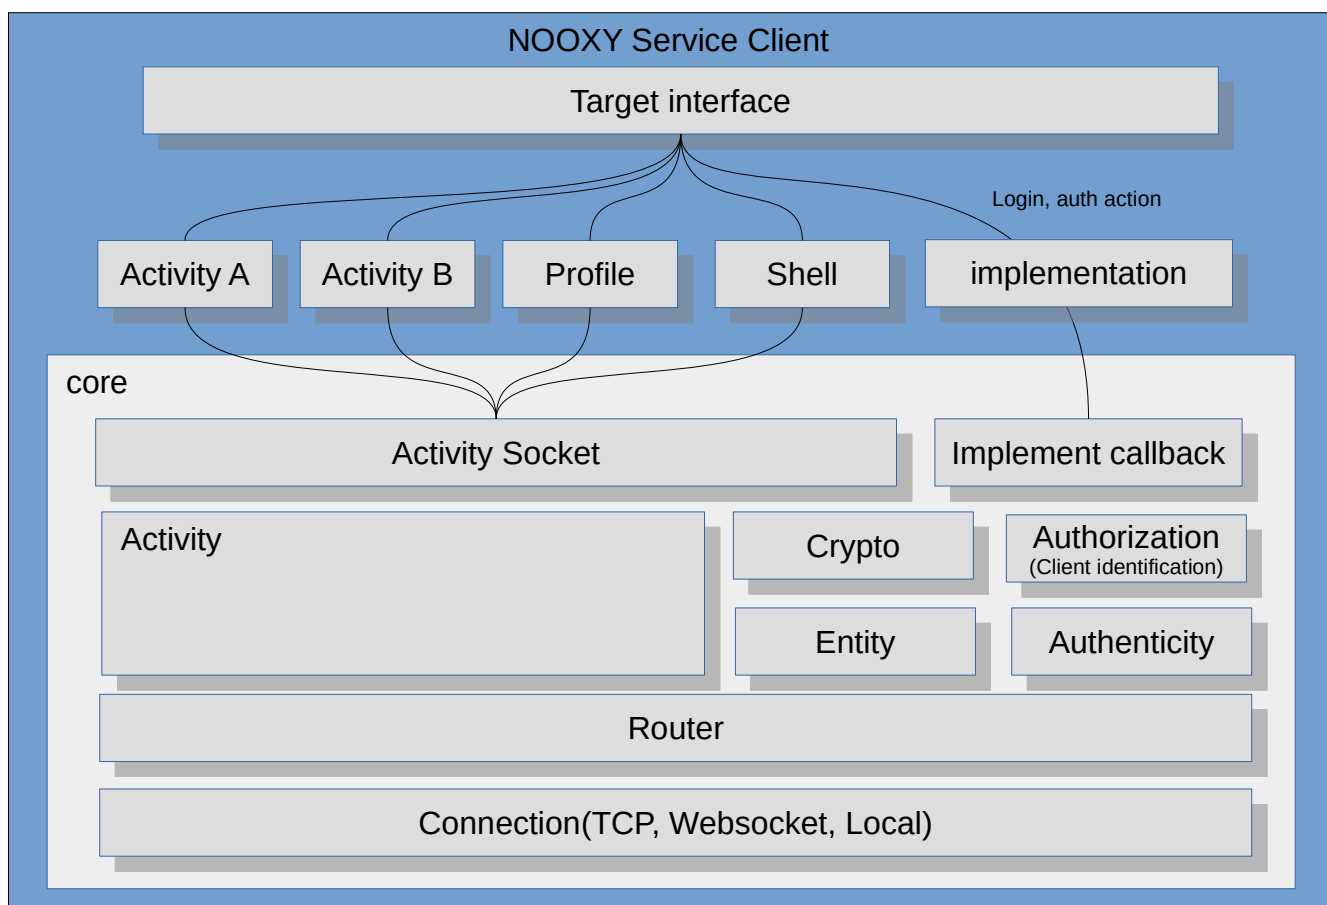 NOOXY Service Client
Target interface
Login, auth action
Activity A
Activity B
Profile
Shell
implementation
core
Activity Socket
Implement callback
Activity
Crypto
Authorization
(Client identification)
Entity
Authenticity
Router
Connection(TCP, Websocket, Local)